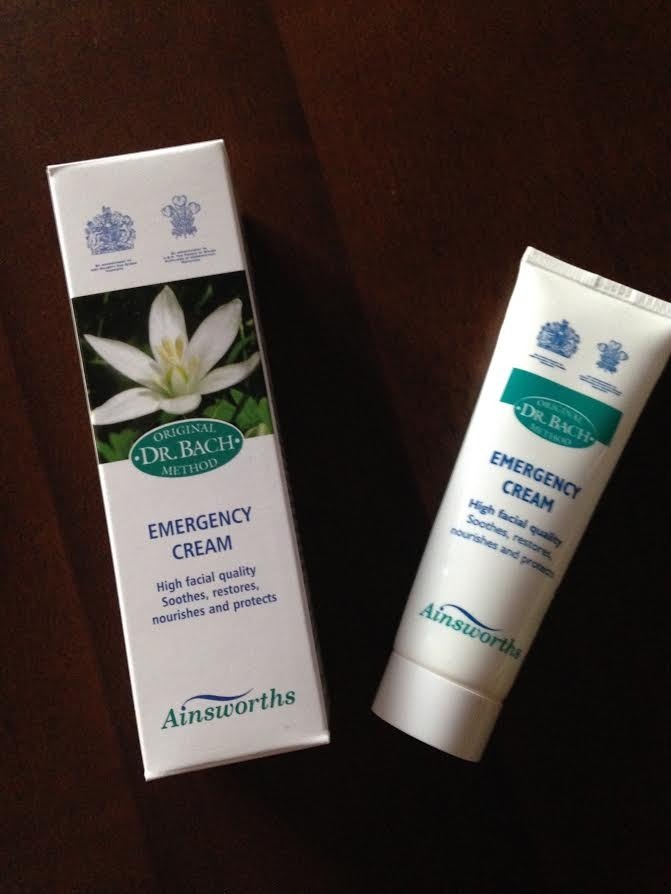 ORIGINAL
DR. BACH
METHOD
EMERGENCY
CREAM
High facial quality
Soothes, restores,
nourishes and protects
Ainsworths
ORIGINAL
DR. BACH
METHOD
EMERGENCY
CREAM
High facial quality
Soothes, restores,
nourishes and protects
Ainsworths